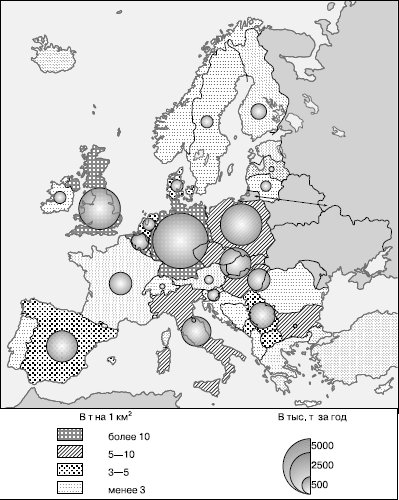 В т на 1 км²
более 10
5—10
3—5
менее 3
В тыс, т за год
5000
2500
500